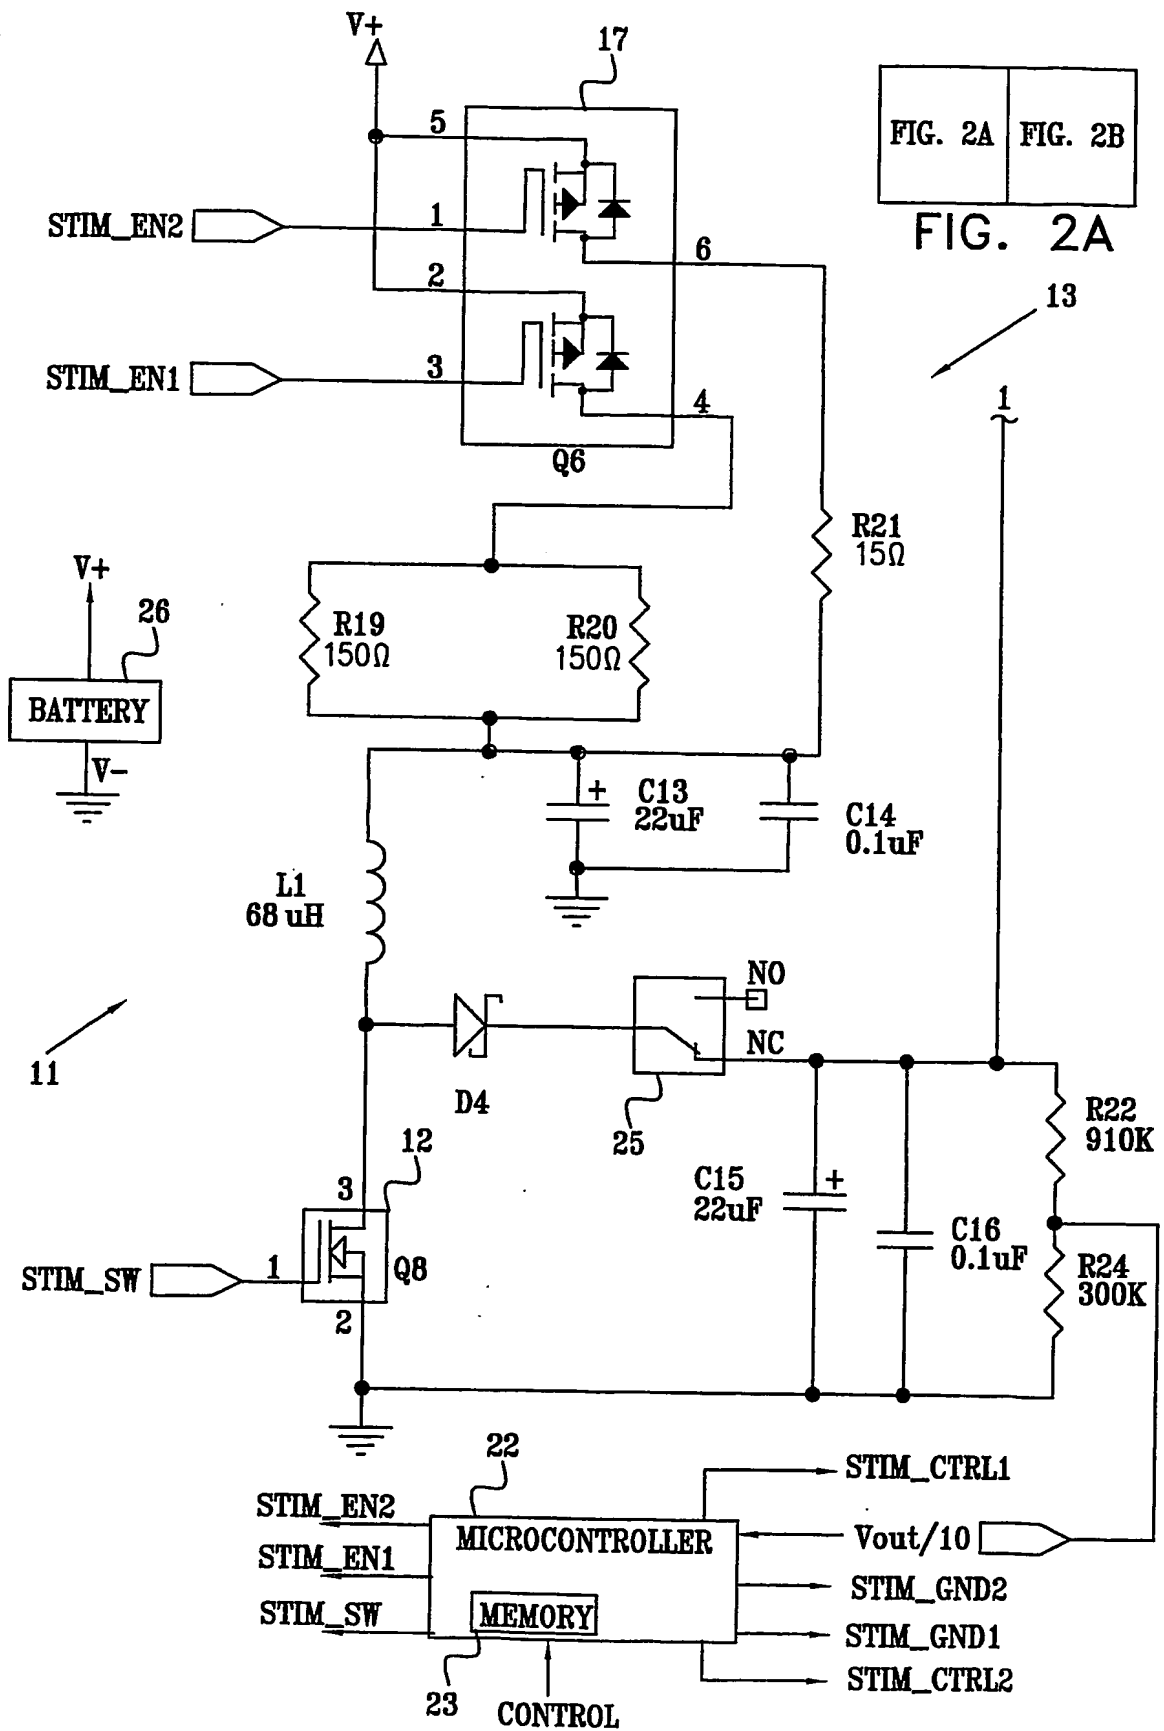 V+
17
5
FIG. 2A
FIG. 2B
FIG. 2A
STIM_EN2
1
6
2
13
STIM_EN1
3
4
1
Q6
R21
15Ω
V+
26
R19
150Ω
R20
150Ω
BATTERY
V-
+
C13
22uF
C14
0.1uF
L1
68 uH
NO
NC
11
D4
25
R22
910K
12
3
C15
22uF
+
C16
0.1uF
STIM_SW
1
Q8
R24
300K
2
22
STIM_CTRL1
STIM_EN2
MICROCONTROLLER
Vout/10
STIM_EN1
STIM_GND2
STIM_SW
MEMORY
STIM_GND1
23
STIM_CTRL2
CONTROL